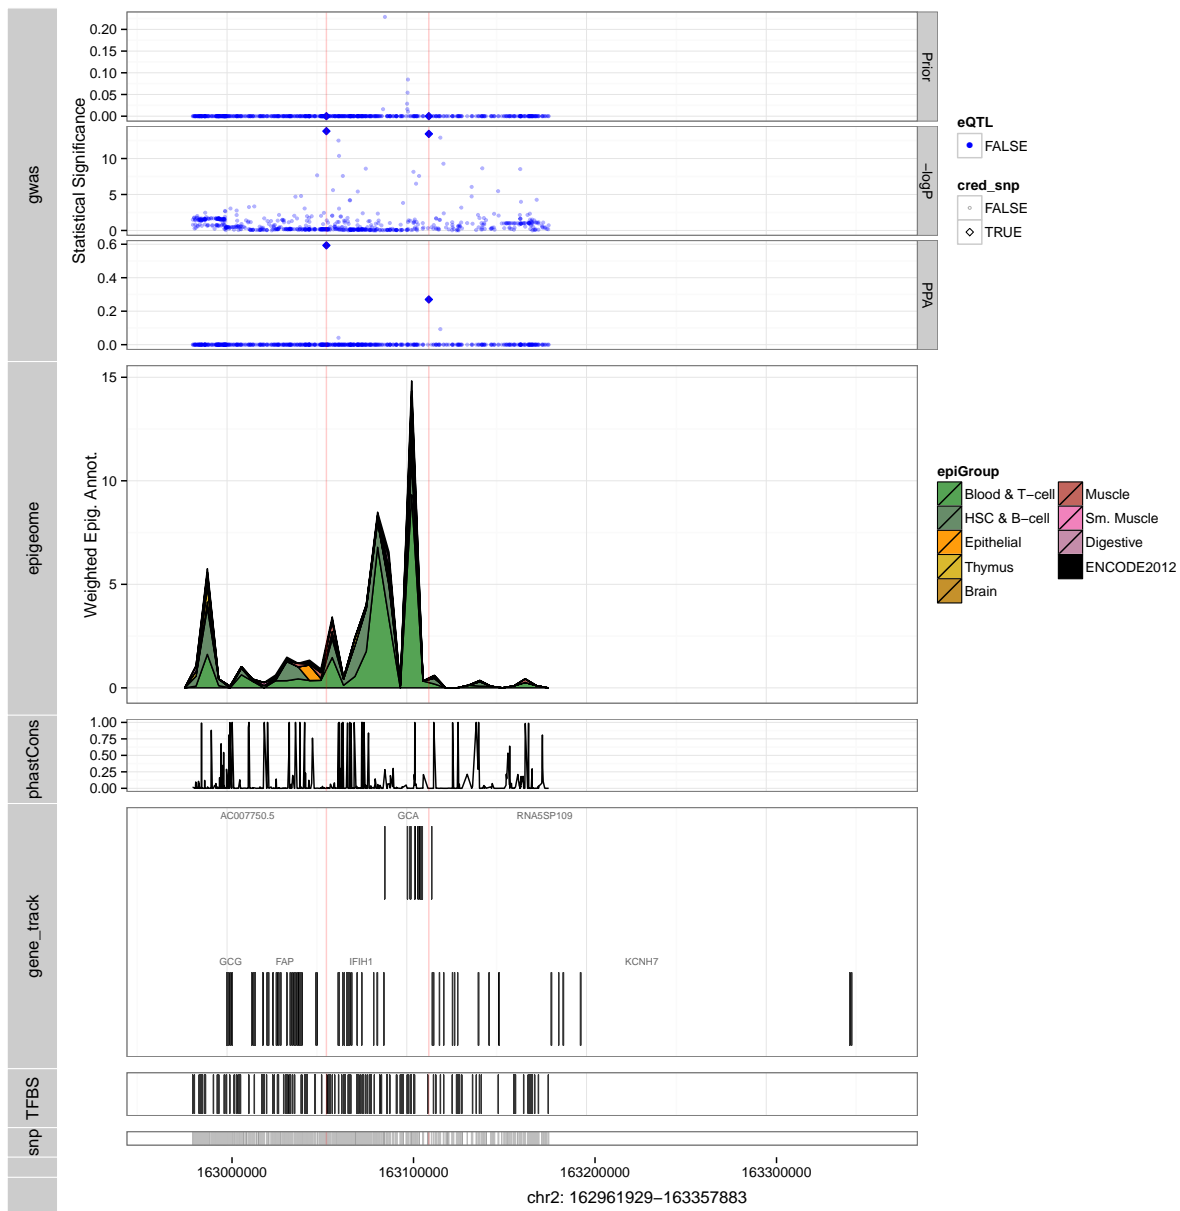 gwas
Statistical Significance
0.20
0.15
0.10
0.05
0.00
Prior
10
5
0
−logP
0.6
0.4
0.2
0.0
PPA
eQTL
FALSE
cred_snp
FALSE
TRUE
epigeome
Weighted Epig. Annot.
15
10
5
0
epiGroup
Blood & T−cell
HSC & B−cell
Epithelial
Thymus
Brain
Muscle
Sm. Muscle
Digestive
ENCODE2012
phastCons
1.00
0.75
0.50
0.25
0.00
gene_track
AC007750.5 GCA RNA5SP109
GCG FAP IFIH1 KCNH7
TFBS
snp
163000000 163100000 163200000 163300000
chr2: 162961929−163357883